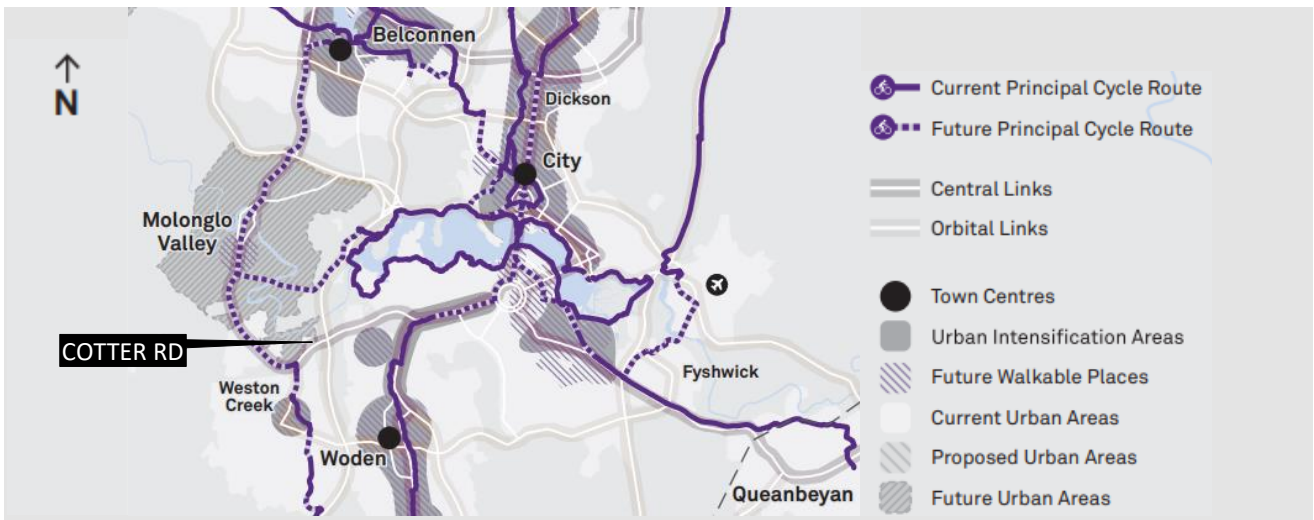 N
Belconnen
Dickson
City
Molonglo
Valley
COTTER RD
Weston
Creek
Woden
Fyshwick
Queanbeyan
Current Principal Cycle Route
Future Principal Cycle Route
Central Links
Orbital Links
Town Centres
Urban Intensification Areas
Future Walkable Places
Current Urban Areas
Proposed Urban Areas
Future Urban Areas